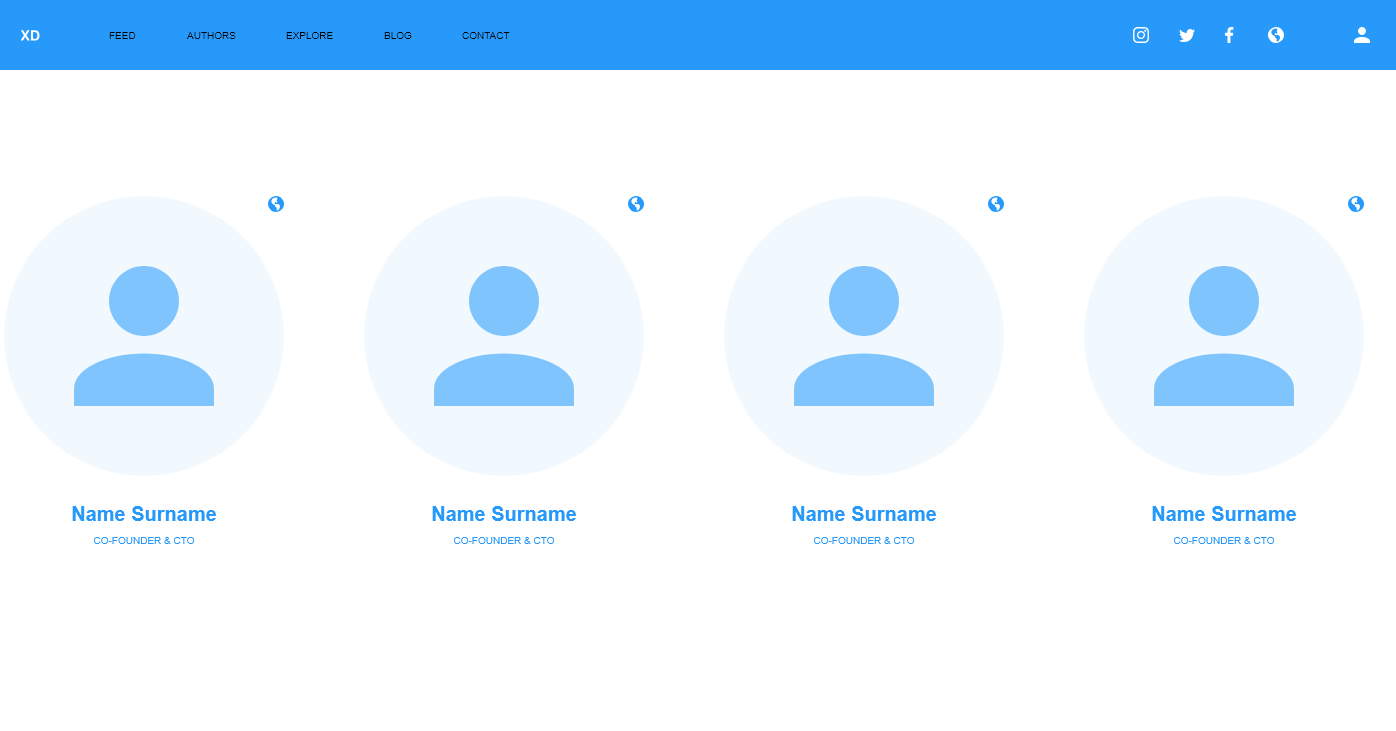 XD FEED AUTHORS EXPLORE BLOG CONTACT
Name Surname Name Surname Name Surname Name Surname
CO-FOUNDER & CTO CO-FOUNDER & CTO CO-FOUNDER & CTO CO-FOUNDER & CTO